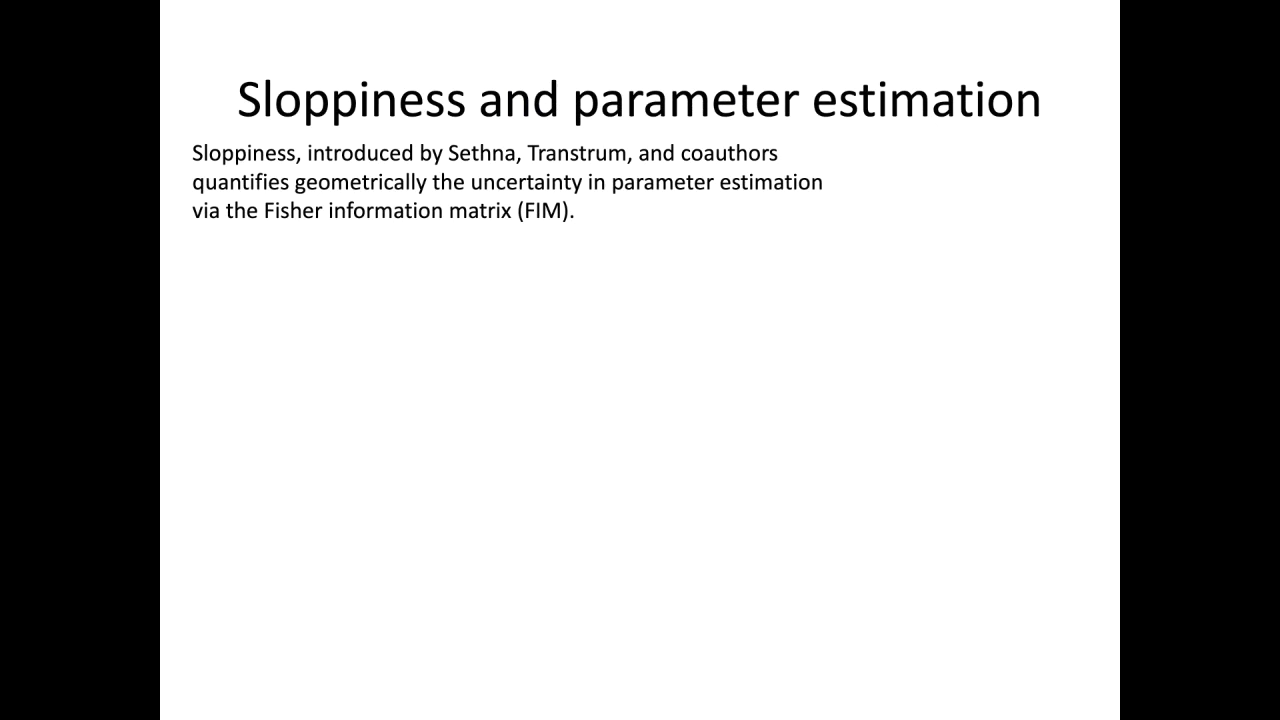 Sloppiness and parameter estimation
Sloppiness, introduced by Sethna, Transtrum, and coauthors
quantifies geometrically the uncertainty in parameter estimation
via the Fisher information matrix (FIM).